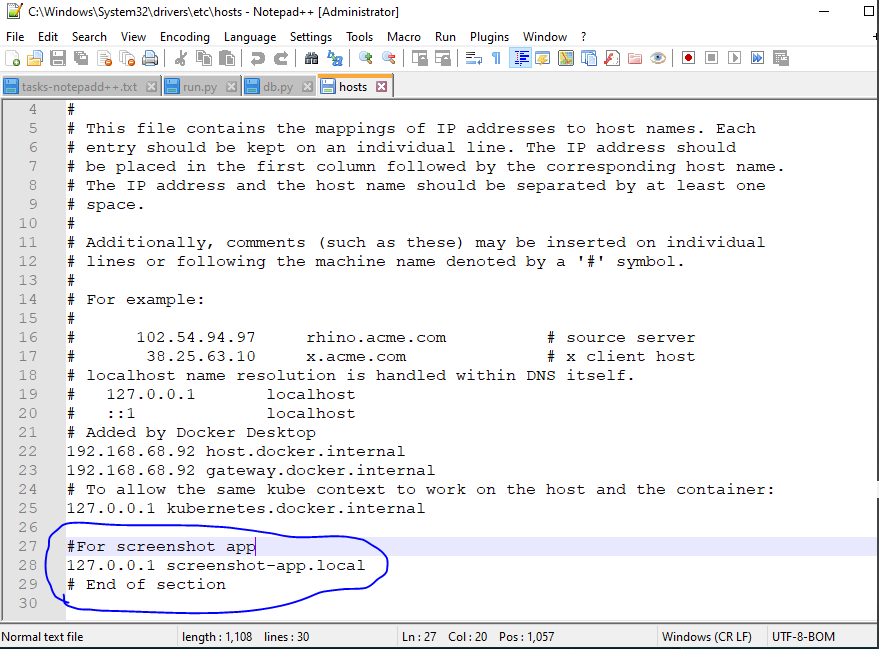 C:\Windows\System32\drivers\etc\hosts - Notepad++ [Administrator]
File Edit Search View Encoding Language Settings Tools Macro Run Plugins Window ?
tasks-notepadd++.txt run.py db.py hosts
4 #
5 # This file contains the mappings of IP addresses to host names. Each
6 # entry should be kept on an individual line. The IP address should
7 # be placed in the first column followed by the corresponding host name.
8 # The IP address and the host name should be separated by at least one
9 # space.
10 #
11 # Additionally, comments (such as these) may be inserted on individual
12 # lines or following the machine name denoted by a '#' symbol.
13 #
14 # For example:
15 #
16 #      102.54.94.97     rhino.acme.com          # source server
17 #       38.25.63.10     x.acme.com              # x client host
18 # localhost name resolution is handled within DNS itself.
19 #   127.0.0.1       localhost
20 #   ::1             localhost
21 # Added by Docker Desktop
22 192.168.68.92 host.docker.internal
23 192.168.68.92 gateway.docker.internal
24 # To allow the same kube context to work on the host and the container:
25 127.0.0.1 kubernetes.docker.internal
26
27 #For screenshot app
28 127.0.0.1 screenshot-app.local
29 # End of section
30
Normal text file length : 1,108 lines : 30 Ln : 27 Col : 20 Pos : 1,057 Windows (CR LF) UTF-8-BOM